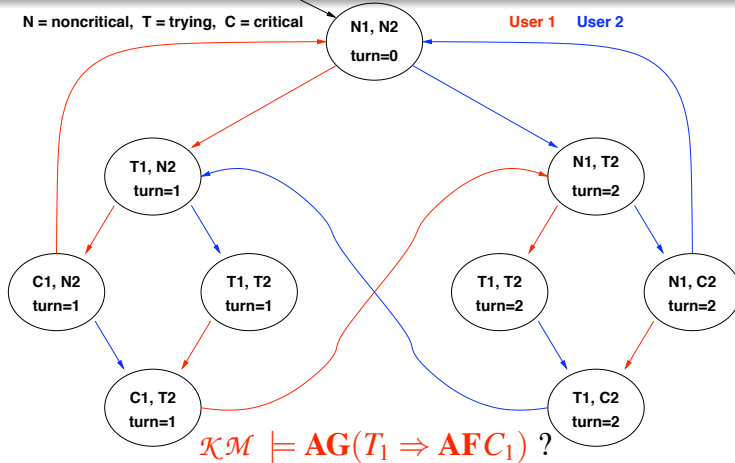 N = noncritical, T = trying, C = critical
User 1 User 2
N1, N2
turn=0
T1, N2
turn=1
N1, T2
turn=2
C1, N2
turn=1
T1, T2
turn=1
T1, T2
turn=2
N1, C2
turn=2
C1, T2
turn=1
T1, C2
turn=2
𝒦ℳ ⊨ AG(T₁ ⇒ AFC₁) ?